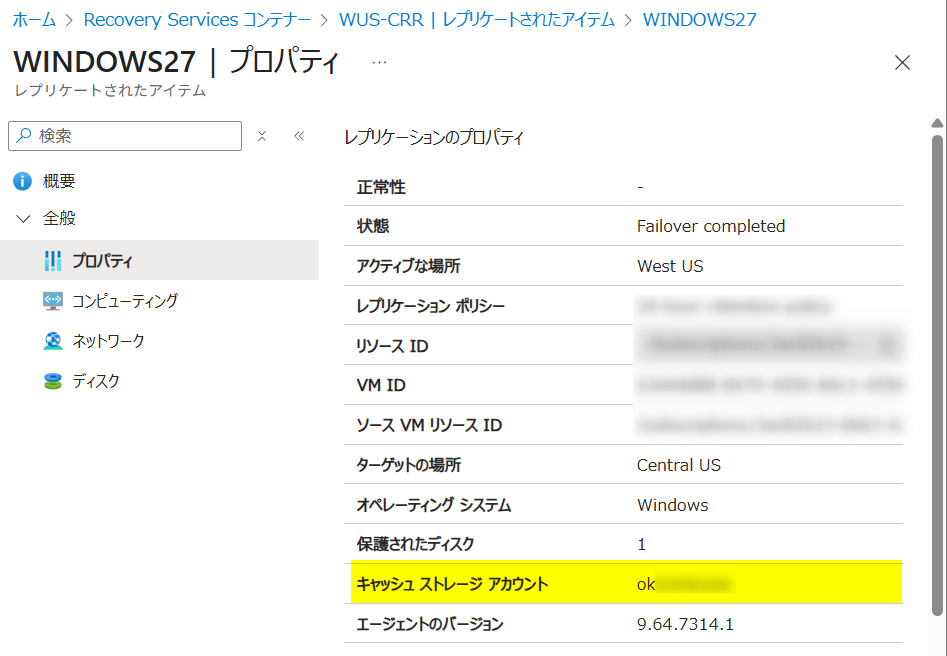 ホーム > Recovery Services コンテナー > WUS-CRR | レプリケートされたアイテム > WINDOWS27
WINDOWS27 | プロパティ ...
レプリケートされたアイテム
検索
概要
全般
プロパティ
コンピューティング
ネットワーク
ディスク
レプリケーションのプロパティ
正常性 -
状態 Failover completed
アクティブな場所 West US
レプリケーション ポリシー
リソース ID
VM ID
ソース VM リソース ID
ターゲットの場所 Central US
オペレーティング システム Windows
保護されたディスク 1
キャッシュ ストレージ アカウント ok
エージェントのバージョン 9.64.7314.1